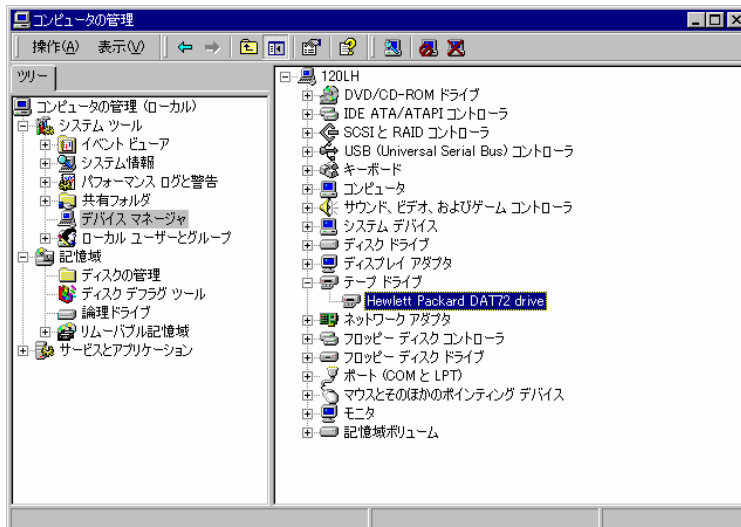 コンピュータの管理
操作(A) 表示(V)
ツリー
コンピュータの管理 (ローカル)
システム ツール
イベント ビューア
システム情報
パフォーマンス ログと警告
共有フォルダ
デバイス マネージャ
ローカル ユーザーとグループ
記憶域
ディスクの管理
ディスク デフラグ ツール
論理ドライブ
リムーバブル記憶域
サービスとアプリケーション
120LH
DVD/CD-ROM ドライブ
IDE ATA/ATAPI コントローラ
SCSI と RAID コントローラ
USB (Universal Serial Bus) コントローラ
キーボード
コンピュータ
サウンド、ビデオ、およびゲーム コントローラ
システム デバイス
ディスク ドライブ
ディスプレイ アダプタ
テープ ドライブ
Hewlett Packard DAT72 drive
ネットワーク アダプタ
フロッピー ディスク コントローラ
フロッピー ディスク ドライブ
ポート (COM と LPT)
マウスとそのほかのポインティング デバイス
モニタ
記憶域ボリューム